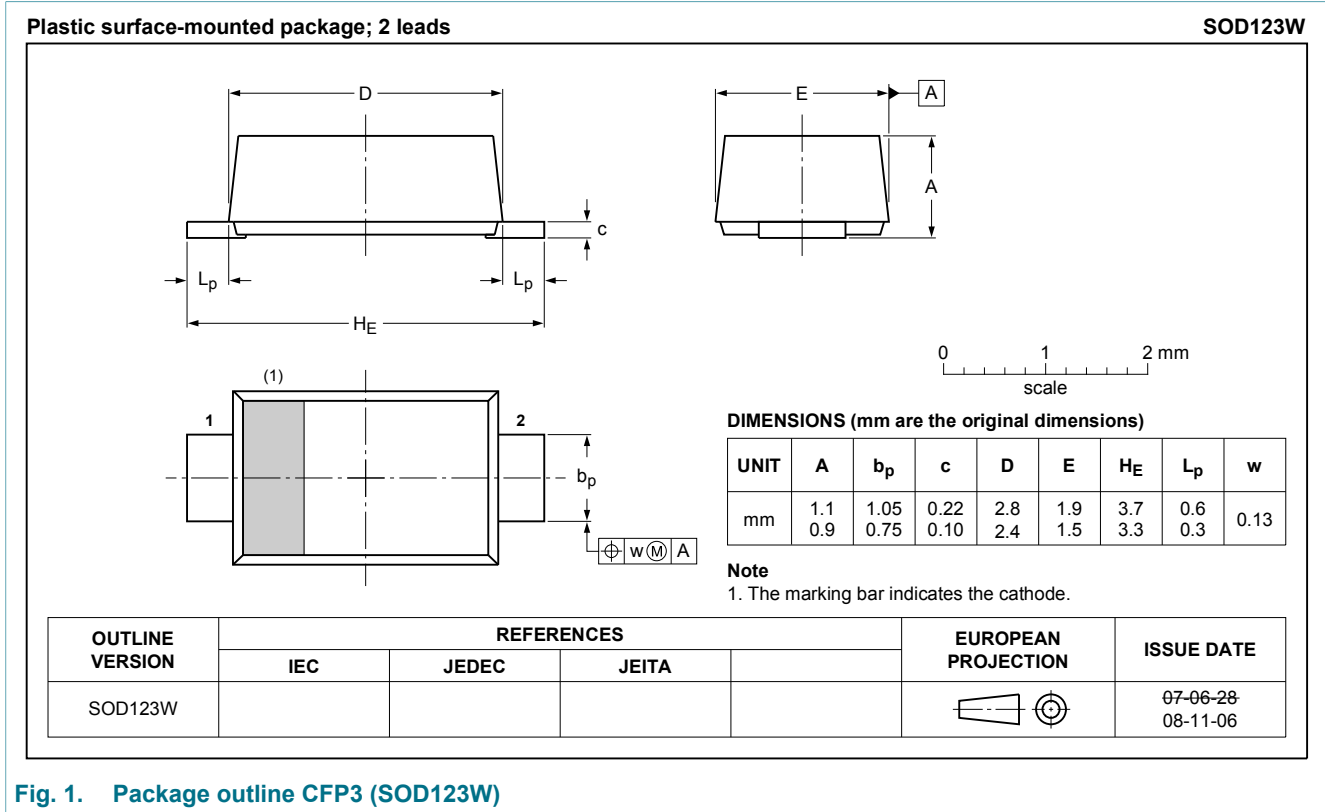 Plastic surface-mounted package; 2 leads
SOD123W
D
E
A
A
c
Lp
Lp
HE
(1)
1
2
bp
w M A
0 1 2 mm
scale
DIMENSIONS (mm are the original dimensions)
UNIT A bp c D E HE Lp w
mm 1.1 1.05 0.22 2.8 1.9 3.7 0.6 0.13
0.9 0.75 0.10 2.4 1.5 3.3 0.3
Note
1. The marking bar indicates the cathode.
OUTLINE VERSION
REFERENCES
IEC JEDEC JEITA
EUROPEAN PROJECTION
ISSUE DATE
SOD123W
07-06-28
08-11-06
Fig. 1. Package outline CFP3 (SOD123W)